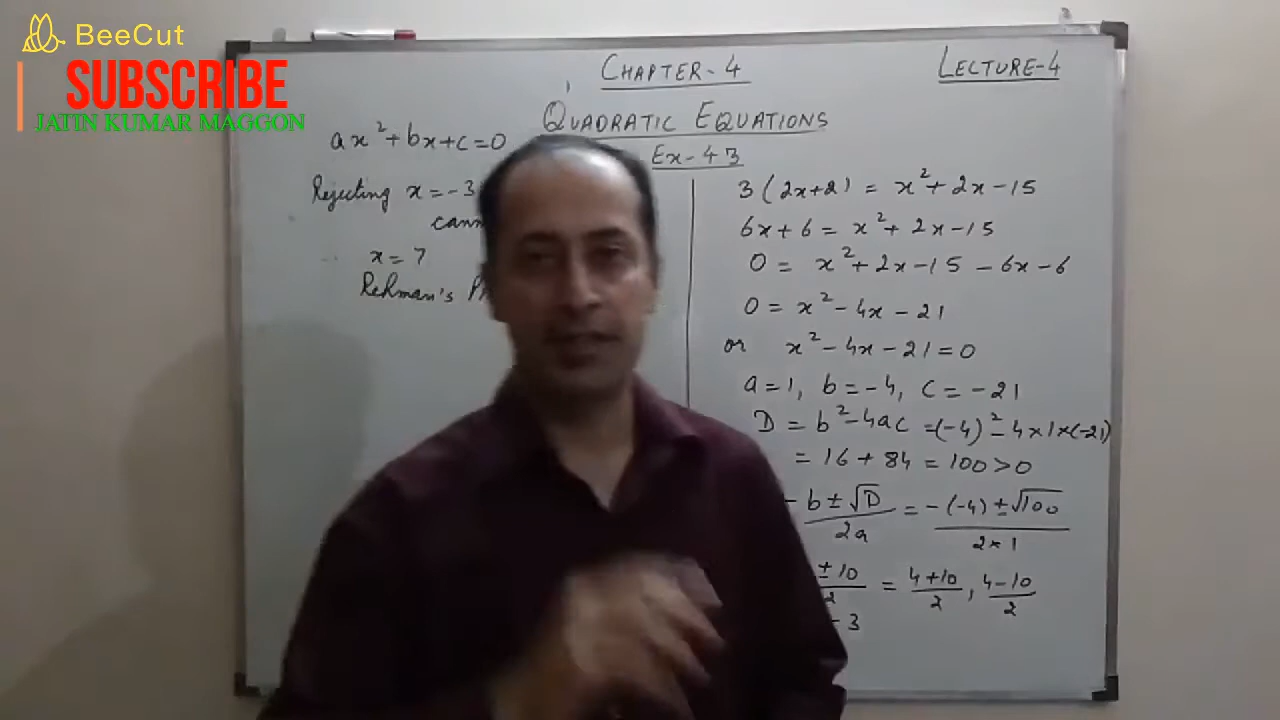 BeeCut
SUBSCRIBE
JATIN KUMAR MAGGON
CHAPTER-4
LECTURE-4
QUADRATIC EQUATIONS
Ex-4.3
ax²+bx+c=0
Rejecting x=-3
x=7
Rehman's
3(2x+2) = x²+2x-15
6x+6 = x²+2x-15
0 = x²+2x-15-6x-6
0 = x²-4x-21
or x²-4x-21=0
a=1, b=-4, c=-21
D = b²-4ac =(-4)²-4×1×(-21)
= 16+84 = 100>0
-b±√D/2a = -(-4)±√100/2×1
±10/2 = 4+10/2, 4-10/2
-3